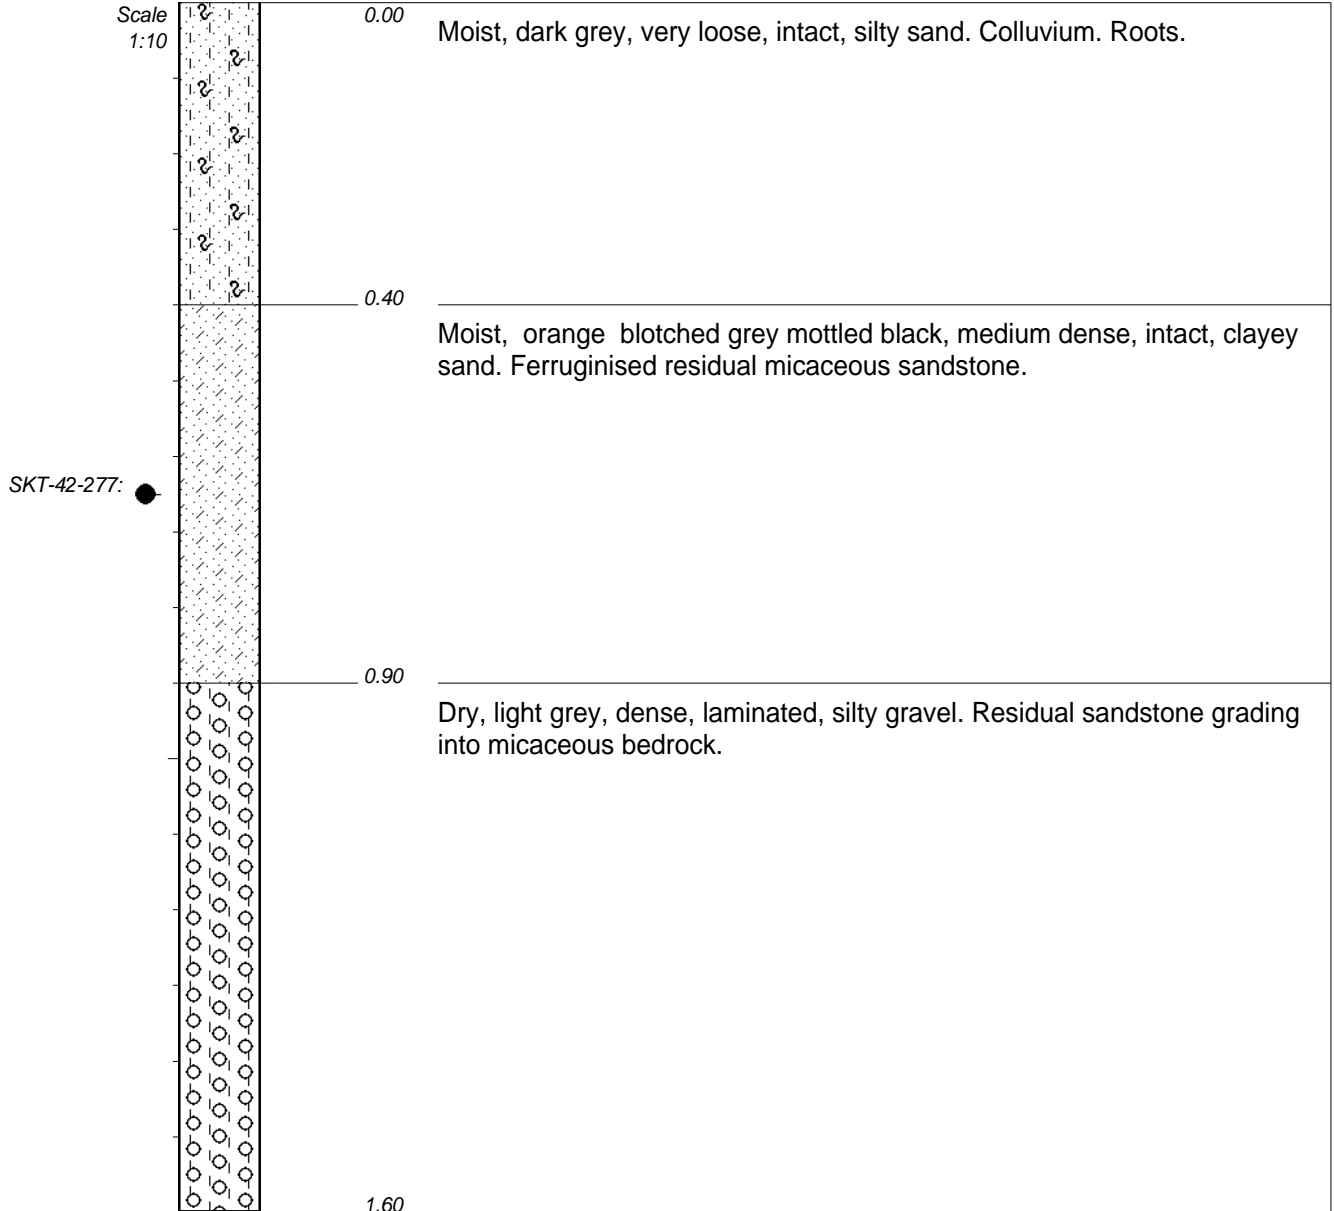 Scale
1:10
0.00
Moist, dark grey, very loose, intact, silty sand. Colluvium. Roots.
0.40
Moist,  orange  blotched grey mottled black, medium dense, intact, clayey
sand. Ferruginised residual micaceous sandstone.
SKT-42-277:
0.90
Dry, light grey, dense, laminated, silty gravel. Residual sandstone grading
into micaceous bedrock.
1.60